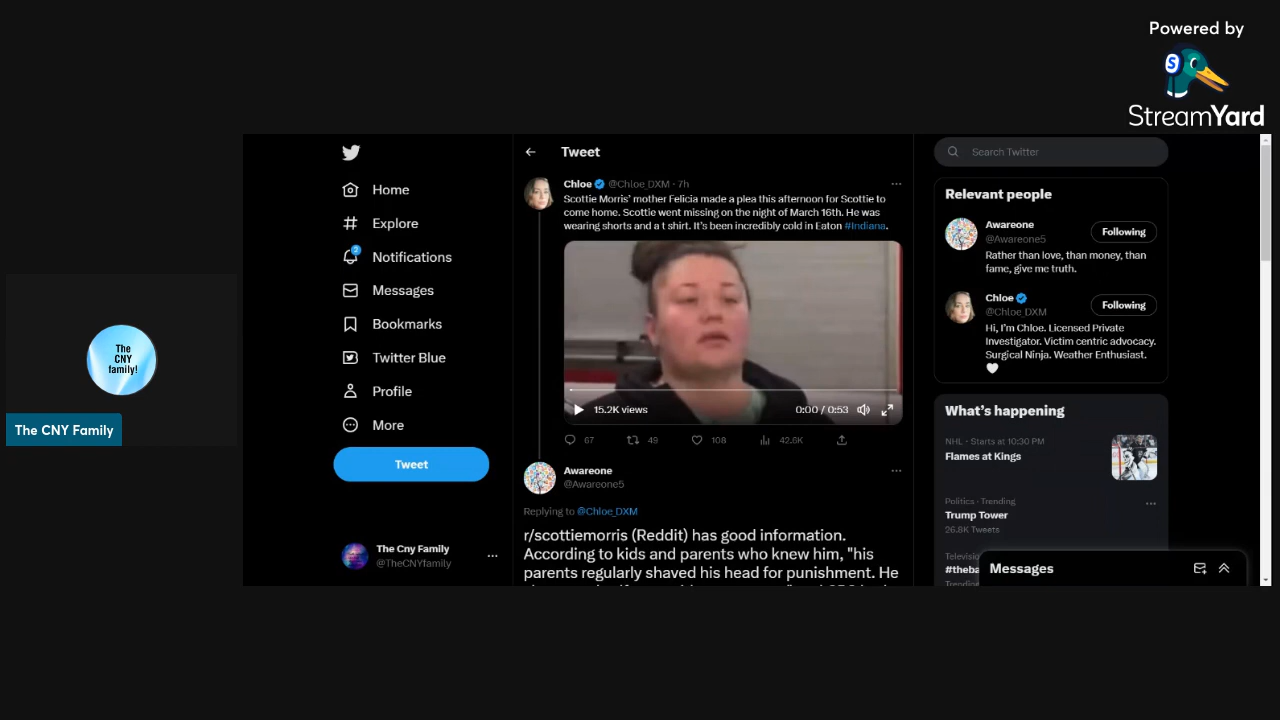 Powered by
StreamYard
The
CNY
family!
The CNY Family
Home
Explore
2
Notifications
Messages
Bookmarks
Twitter Blue
Profile
More
Tweet
The Cny Family
@TheCNYfamily
Tweet
Chloe @Chloe_DXM · 7h
Scottie Morris' mother Felicia made a plea this afternoon for Scottie to
come home. Scottie went missing on the night of March 16th. He was
wearing shorts and a t shirt. It's been incredibly cold in Eaton #Indiana.
15.2K views
0:00 / 0:53
67 49 108 42.6K
Awareone
@Awareone5
Replying to @Chloe_DXM
r/scottiemorris (Reddit) has good information.
According to kids and parents who knew him, "his
parents regularly shaved his head for punishment. He
Search Twitter
Relevant people
Awareone
@Awareone5
Following
Rather than love, than money, than
fame, give me truth.
Chloe
@Chloe_DXM
Following
Hi, I'm Chloe. Licensed Private
Investigator. Victim centric advocacy.
Surgical Ninja. Weather Enthusiast.
What's happening
NHL · Starts at 10:30 PM
Flames at Kings
Politics · Trending
Trump Tower
26.8K Tweets
Televisio
#theba
Trending
Messages